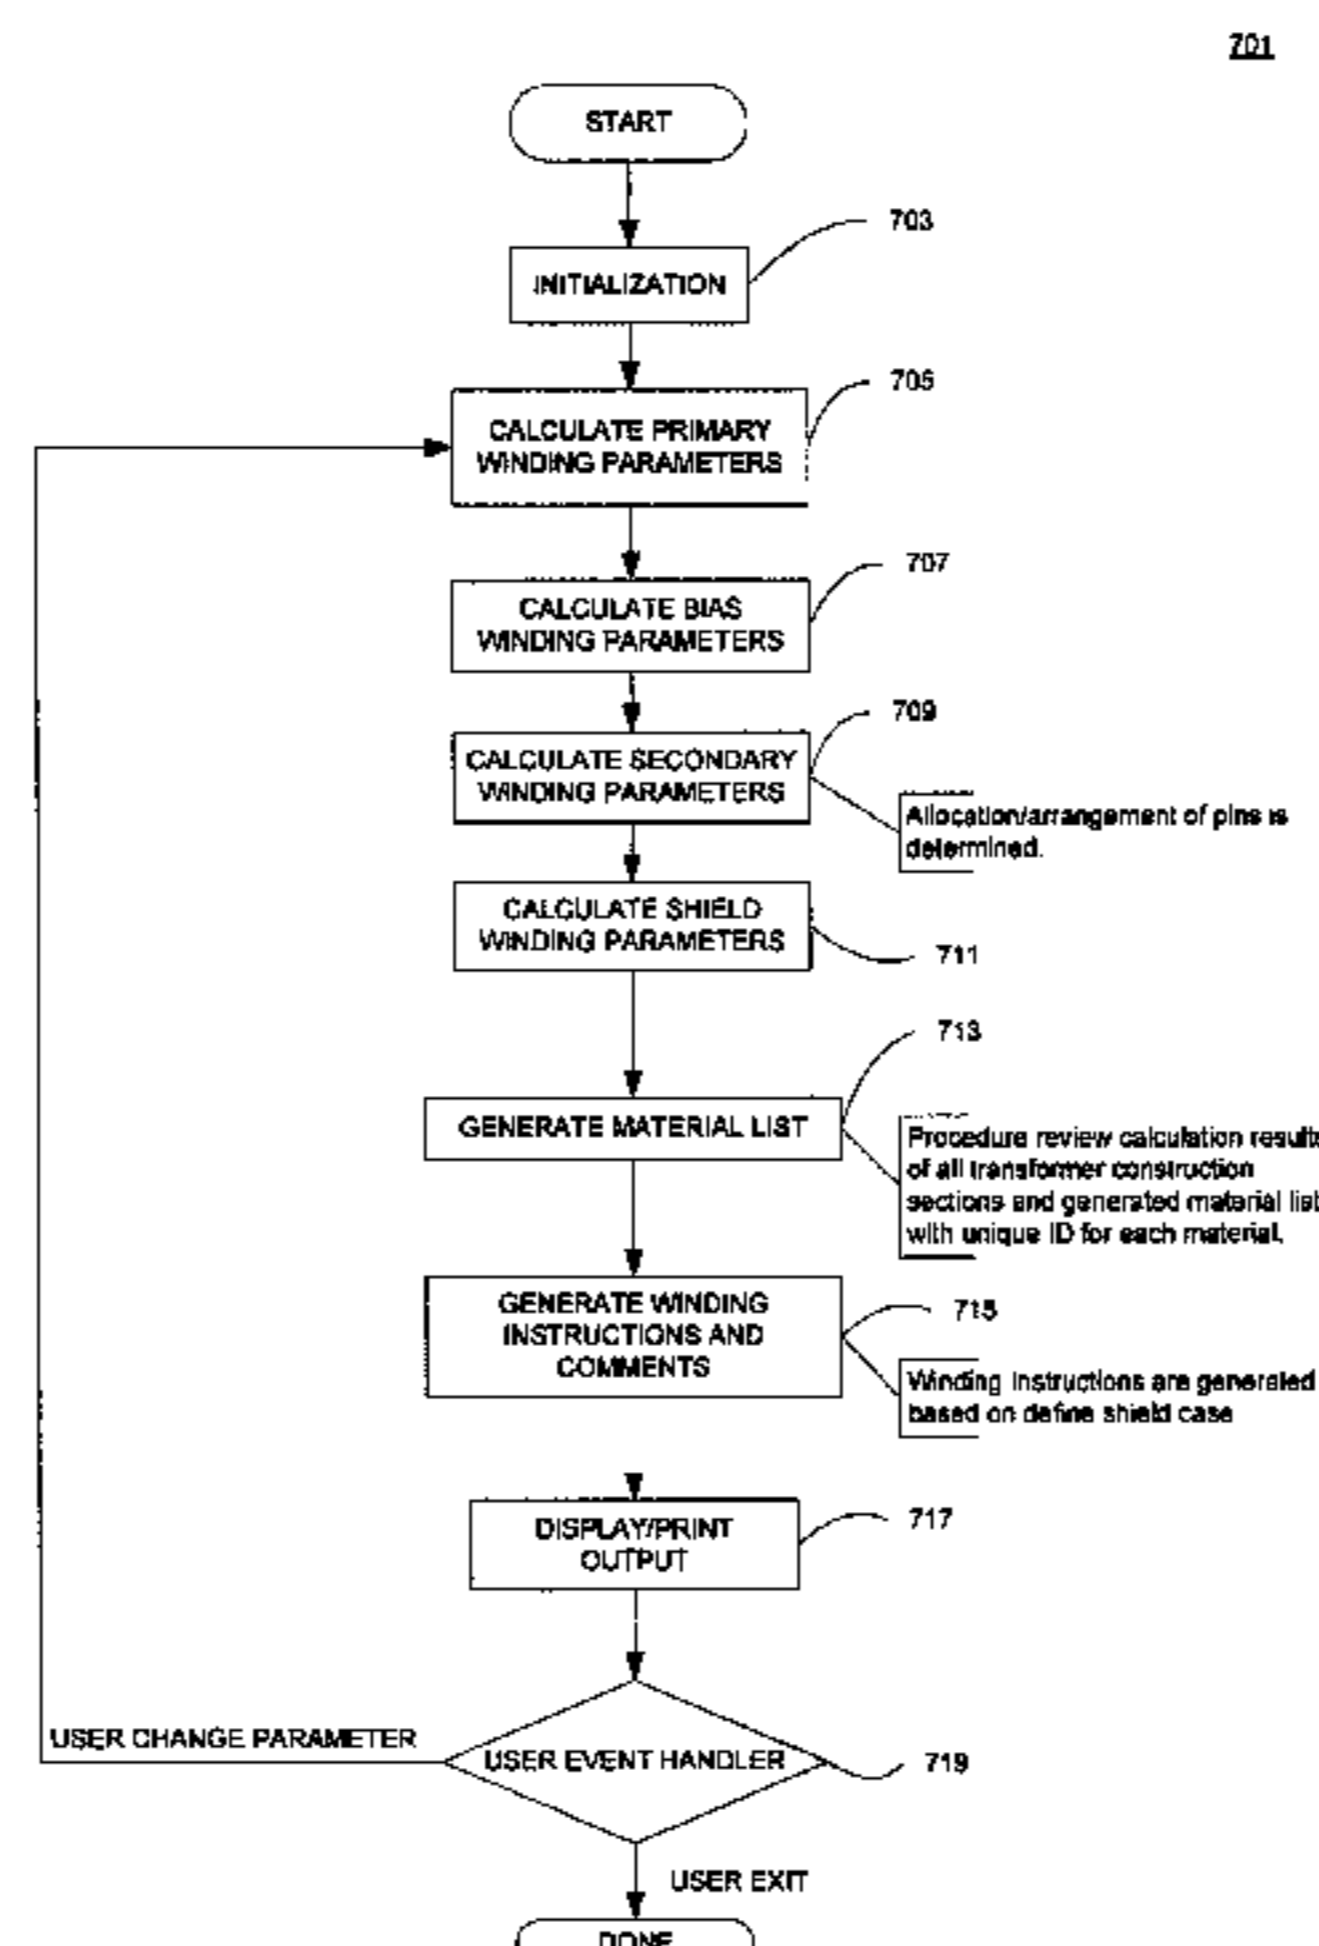 701
START
703
INITIALIZATION
705
CALCULATE PRIMARY
WINDING PARAMETERS
707
CALCULATE BIAS
WINDING PARAMETERS
709
CALCULATE SECONDARY
WINDING PARAMETERS
Allocation/arrangement of pins is
determined.
CALCULATE SHIELD
WINDING PARAMETERS
711
713
GENERATE MATERIAL LIST
Procedure review calculation results
of all transformer construction
sections and generated material list
with unique ID for each material.
GENERATE WINDING
INSTRUCTIONS AND
COMMENTS
715
Winding instructions are generated
based on define shield case
717
DISPLAY/PRINT
OUTPUT
USER CHANGE PARAMETER
USER EVENT HANDLER
719
USER EXIT
DONE